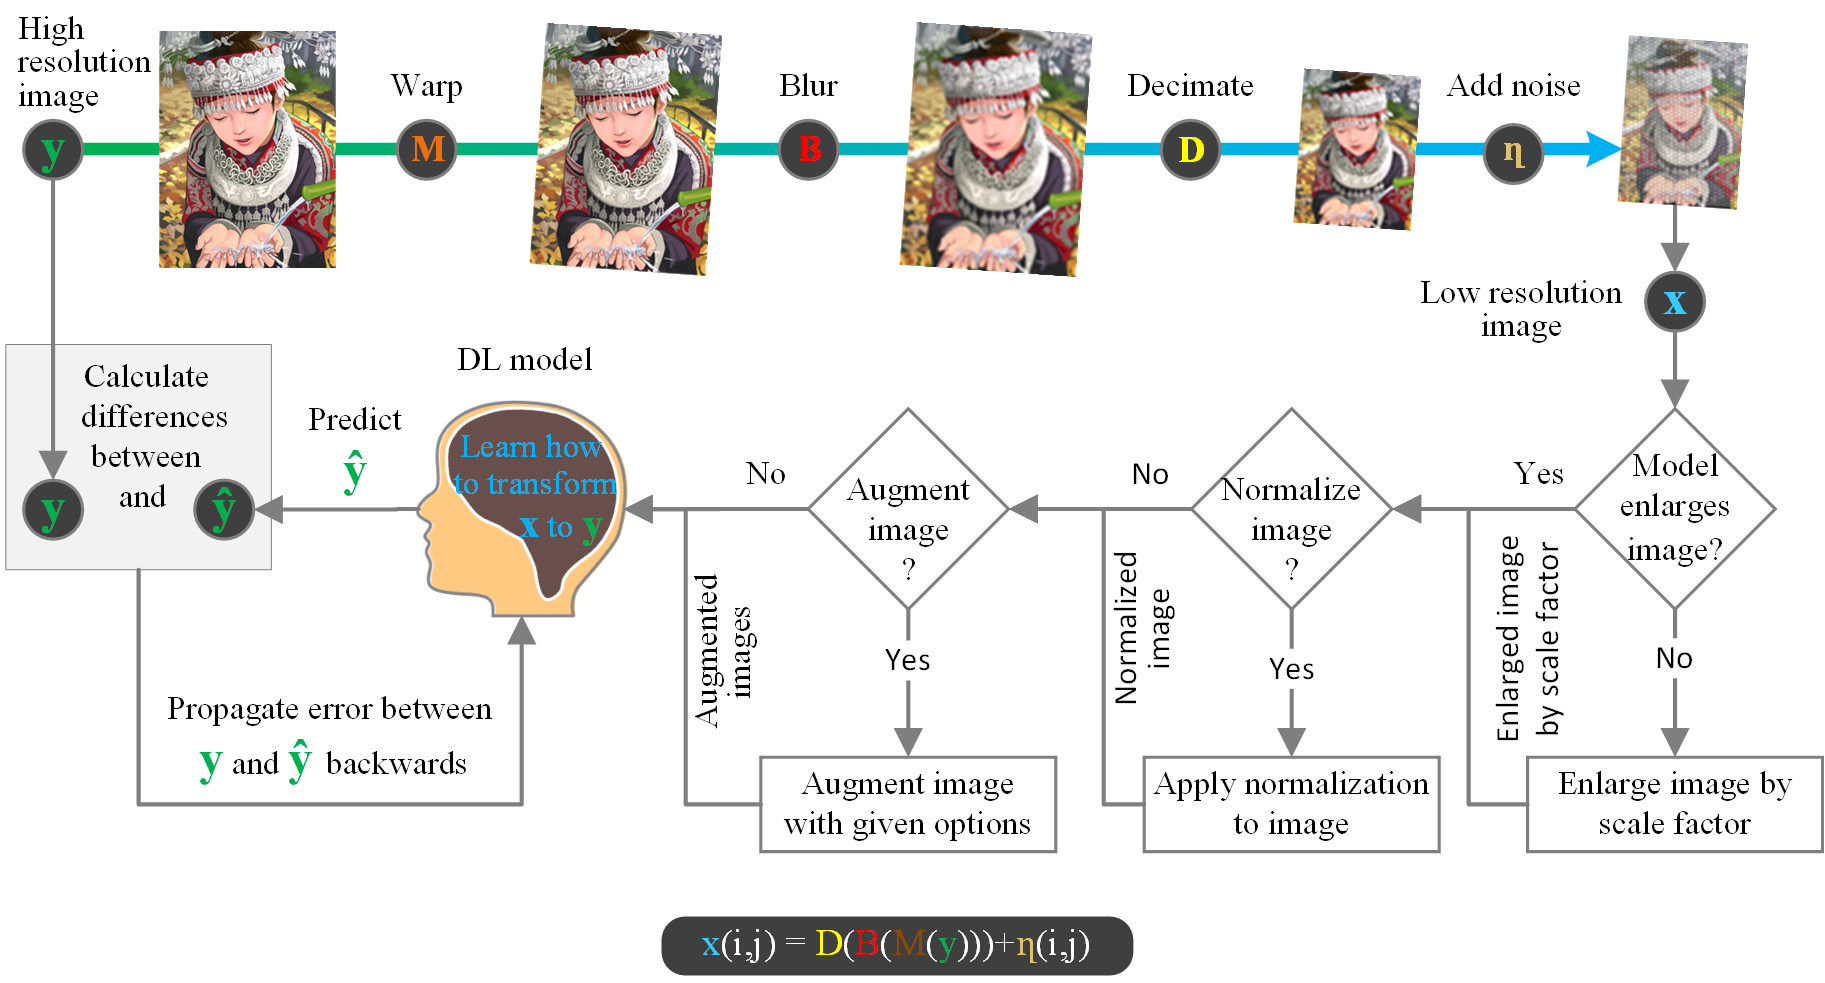 High
resolution
image
y
Warp
M
Blur
B
Decimate
D
Add noise
η
Low resolution
image
x
Model
enlarges
image?
Yes
No
Enlarge image by
scale factor
Enlarged image
by scale factor
Normalize
image
?
No
Yes
Apply normalization
to image
Normalized
image
Augment
image
?
No
Yes
Augment image
with given options
Augmented
images
DL model
Learn how
to transform
x to y
Predict
ŷ
Calculate
differences
between
and
y
ŷ
Propagate error between
y and ŷ backwards
x(i,j) = D(B(M(y)))+η(i,j)